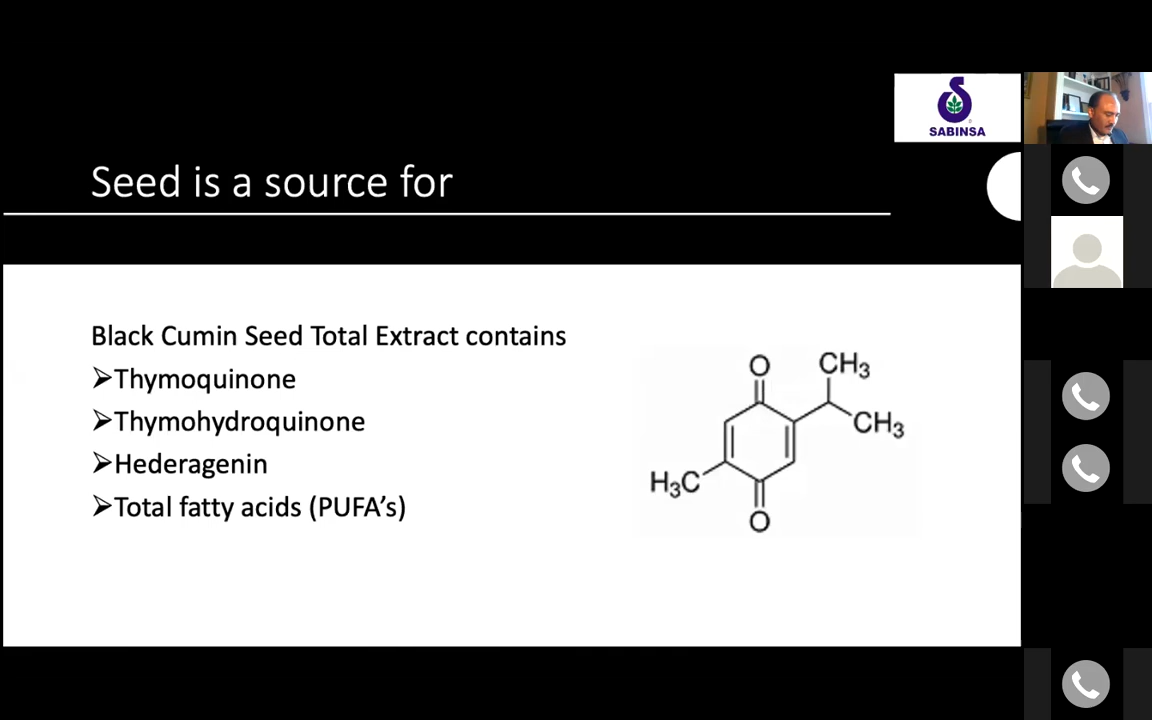 SABINSA
Seed is a source for
Black Cumin Seed Total Extract contains
➢Thymoquinone
➢Thymohydroquinone
➢Hederagenin
➢Total fatty acids (PUFA’s)
O
CH3
CH3
H3C
O